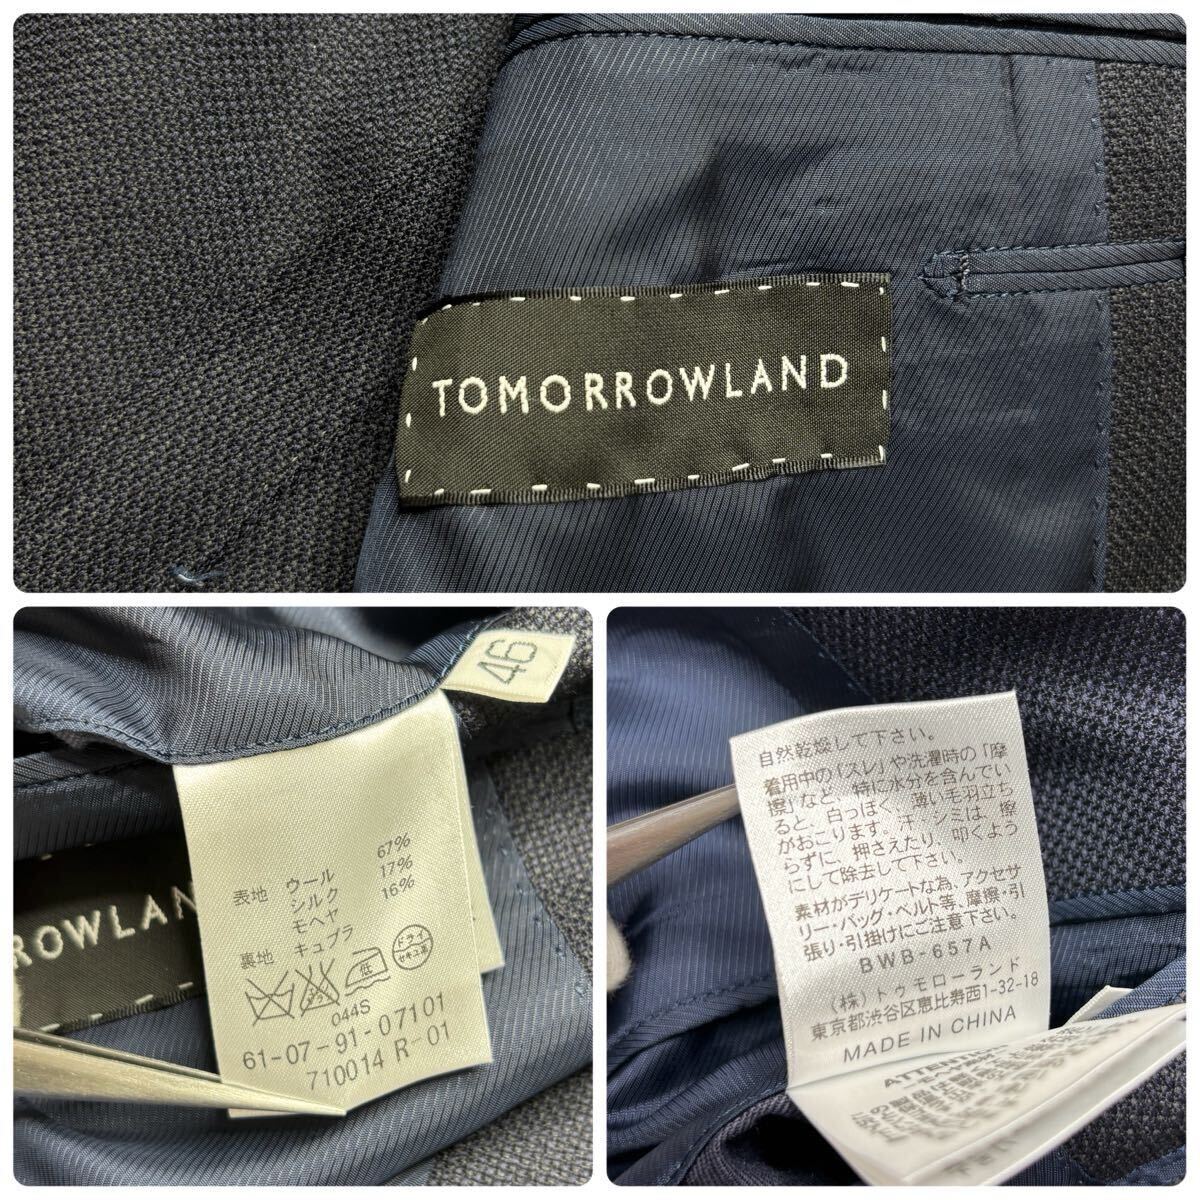 TOMORROWLAND
46
ROWLAN
表地 ウール 67%
シルク 17%
モヘヤ 16%
裏地 キュプラ
低
ドライ
セキユ系
044S
61-07-91-07101
710014 R-01
自然乾燥して下さい。
着用中の「スレ」や洗濯時の「摩
擦」など、特に水分を含んでい
ると、白っぽく、薄い毛羽立ち
がおこります。汗・シミは、擦
らずに、押さえたり、叩くよう
にして除去して下さい。
素材がデリケートな為、アクセサ
リー・バッグ・ベルト等、摩擦・引
張り・引掛けにご注意下さい。
BWB-657A
(株)トゥモローランド
東京都渋谷区恵比寿西1-32-18
MADE IN CHINA